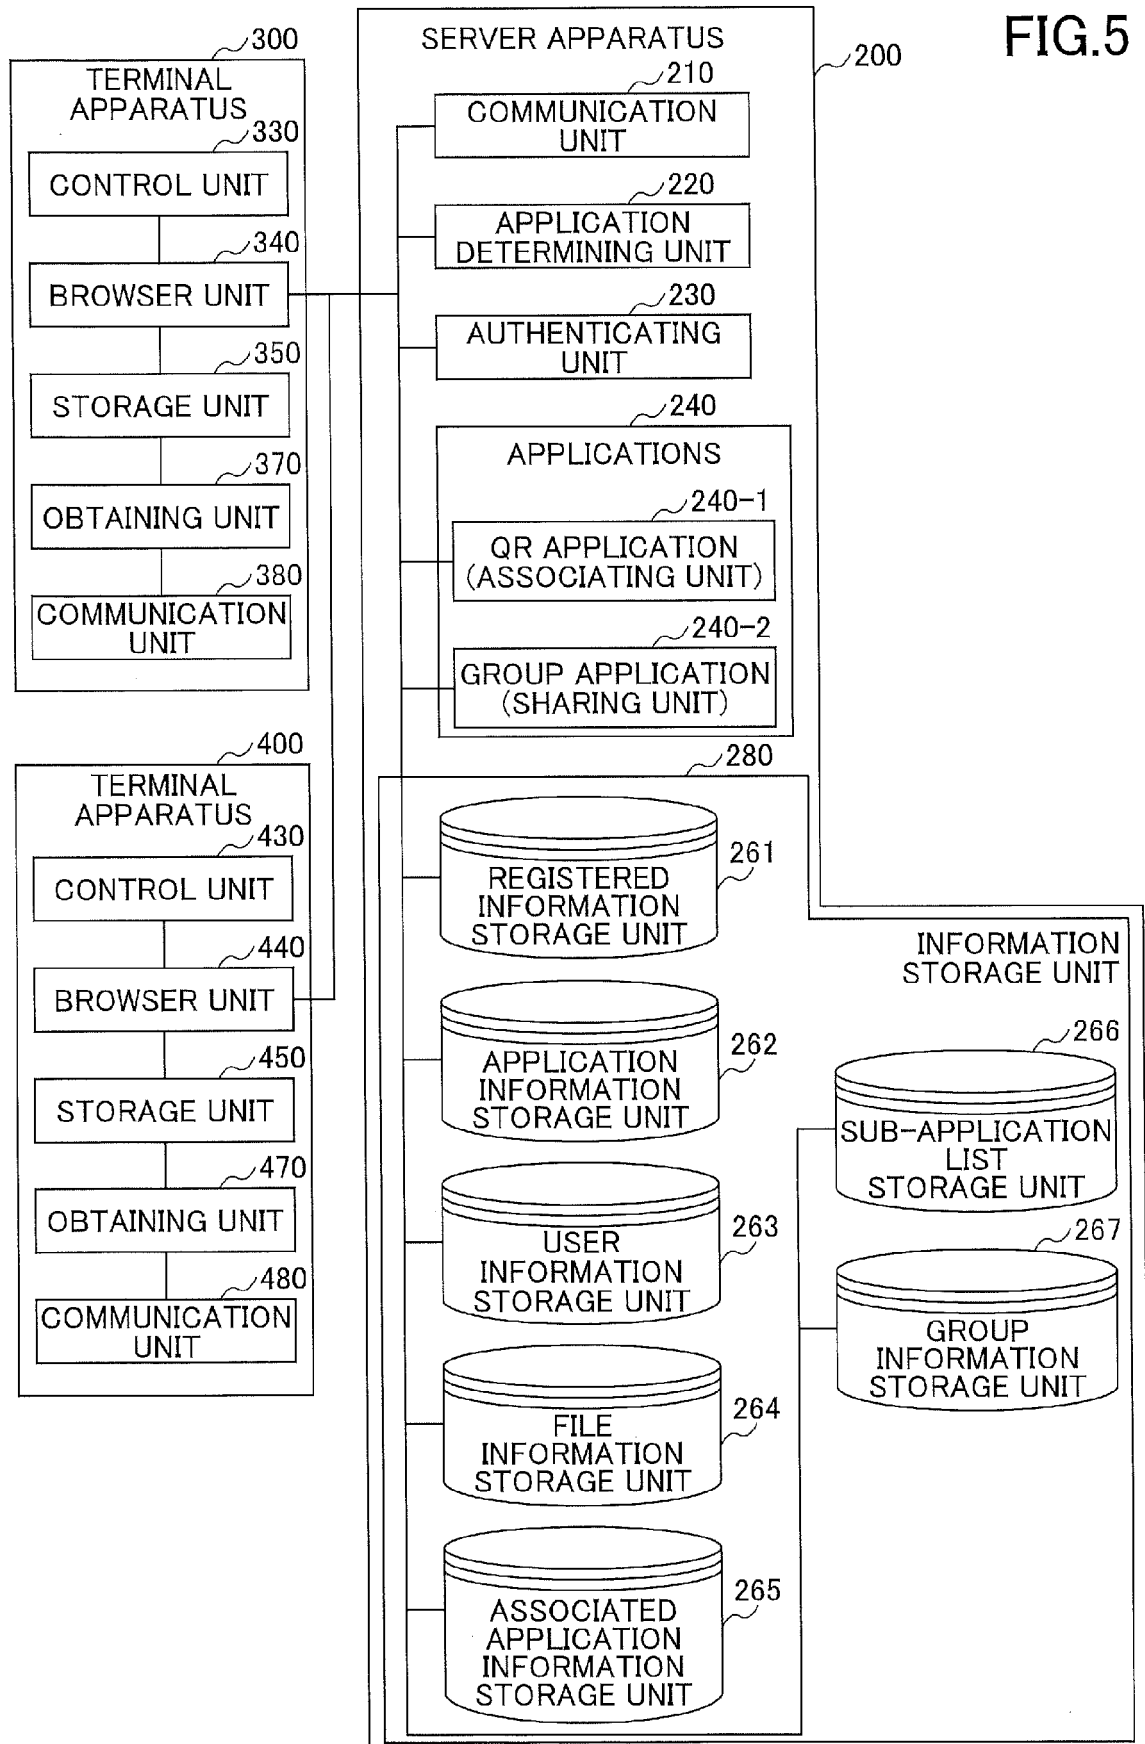 FIG.5
300
TERMINAL
APPARATUS
330
CONTROL UNIT
340
BROWSER UNIT
350
STORAGE UNIT
370
OBTAINING UNIT
380
COMMUNICATION
UNIT
400
TERMINAL
APPARATUS
430
CONTROL UNIT
440
BROWSER UNIT
450
STORAGE UNIT
470
OBTAINING UNIT
480
COMMUNICATION
UNIT
SERVER APPARATUS
200
210
COMMUNICATION
UNIT
220
APPLICATION
DETERMINING UNIT
230
AUTHENTICATING
UNIT
240
APPLICATIONS
240-1
QR APPLICATION
(ASSOCIATING UNIT)
240-2
GROUP APPLICATION
(SHARING UNIT)
280
INFORMATION
STORAGE UNIT
261
REGISTERED
INFORMATION
STORAGE UNIT
262
APPLICATION
INFORMATION
STORAGE UNIT
263
USER
INFORMATION
STORAGE UNIT
264
FILE
INFORMATION
STORAGE UNIT
265
ASSOCIATED
APPLICATION
INFORMATION
STORAGE UNIT
266
SUB-APPLICATION
LIST
STORAGE UNIT
267
GROUP
INFORMATION
STORAGE UNIT